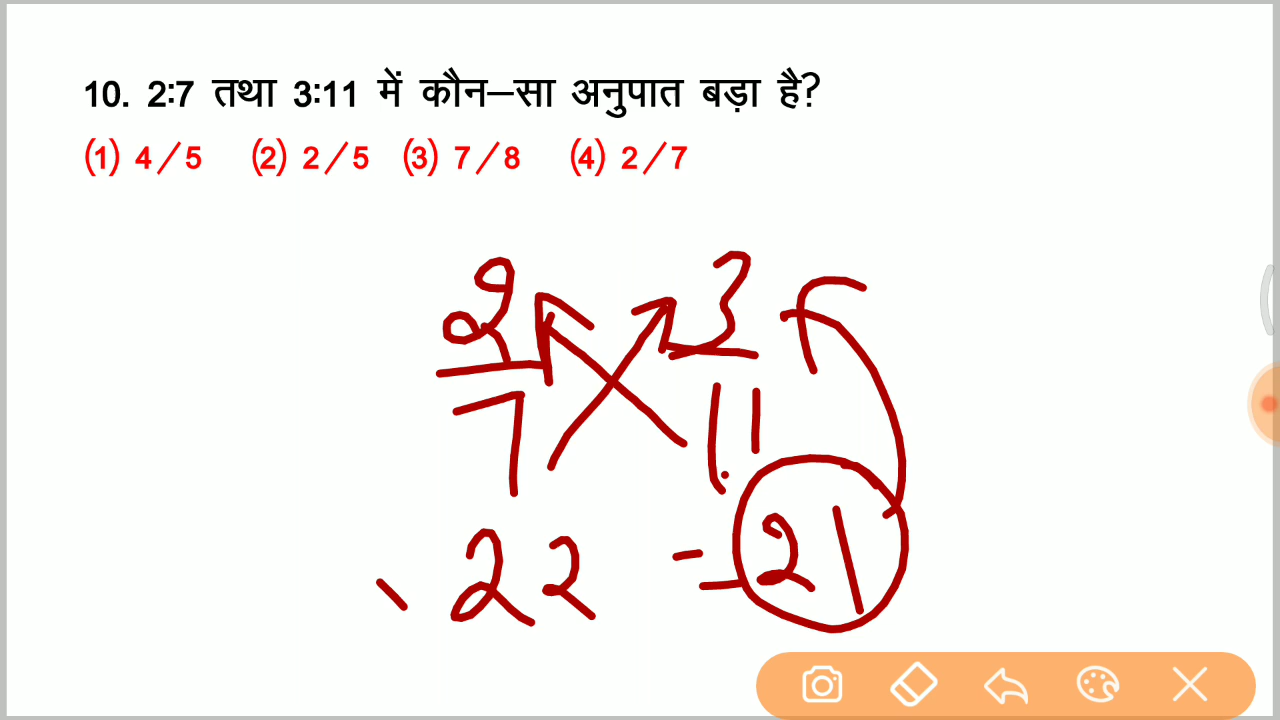 10. 2:7 तथा 3:11 में कौन–सा अनुपात बड़ा है?
(1) 4/5 (2) 2/5 (3) 7/8 (4) 2/7
2 3
7 11
22 = 21